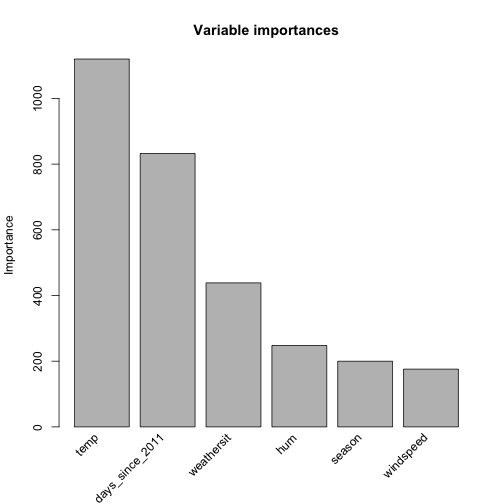 Variable importances
Importance
1000
800
600
400
200
0
temp
days_since_2011
weathersit
hum
season
windspeed